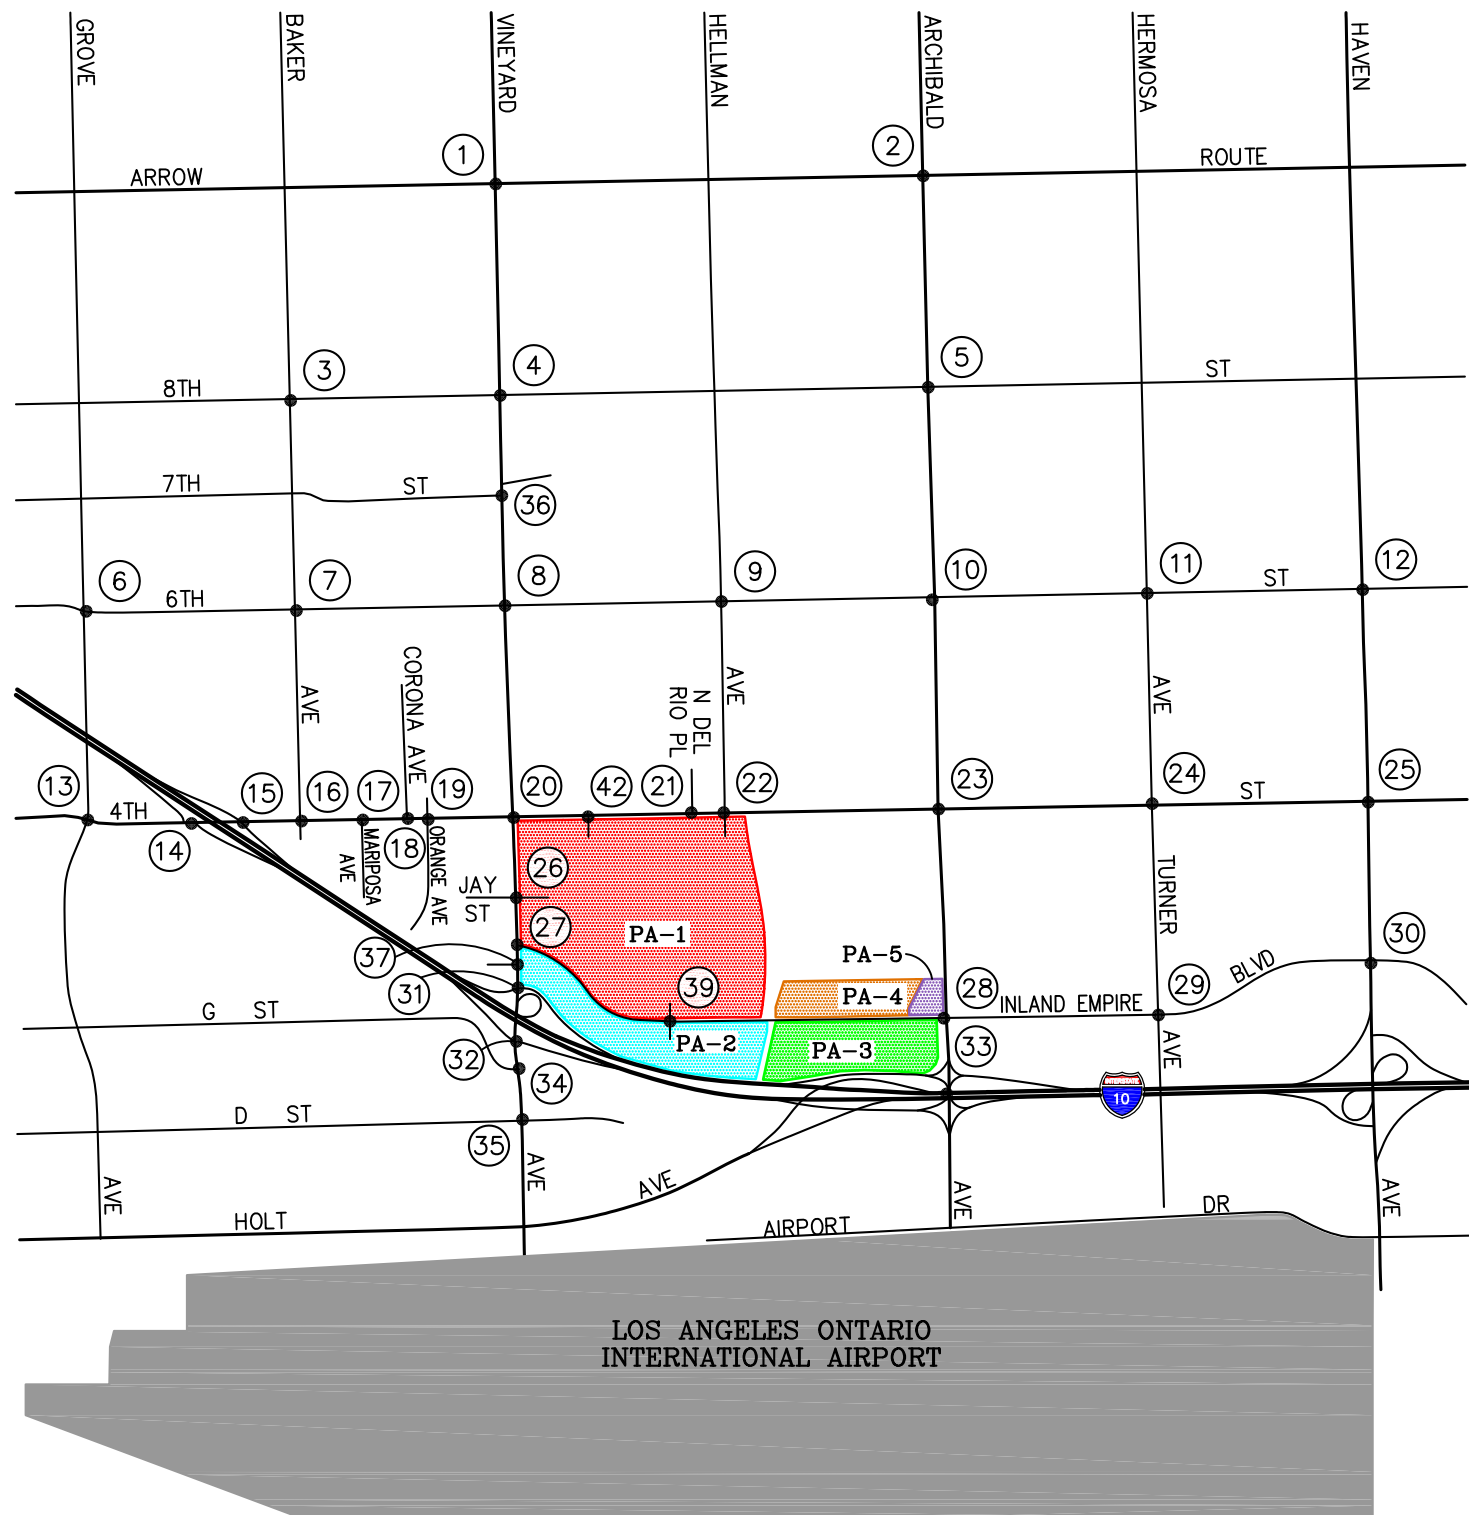 GROVE
BAKER
VINEYARD
HELLMAN
ARCHIBALD
HERMOSA
HAVEN
1
2
ARROW
ROUTE
3
4
5
8TH
ST
7TH
ST
36
6
7
8
9
10
11
12
6TH
ST
CORONA AVE
AVE
N DEL
RIO PL
AVE
AVE
13
15
16
17
19
20
42
21
22
23
24
25
4TH
ST
14
18
MARIPOSA
AVE
ORANGE AVE
TURNER
26
JAY
ST
27
PA-1
30
37
PA-5
BLVD
31
39
PA-4
28
29
INLAND EMPIRE
G ST
PA-2
PA-3
33
AVE
32
34
INTERSTATE
10
D ST
35
AVE
AVE
AVE
AVE
AVE
HOLT
AIRPORT
DR
LOS ANGELES ONTARIO
INTERNATIONAL AIRPORT